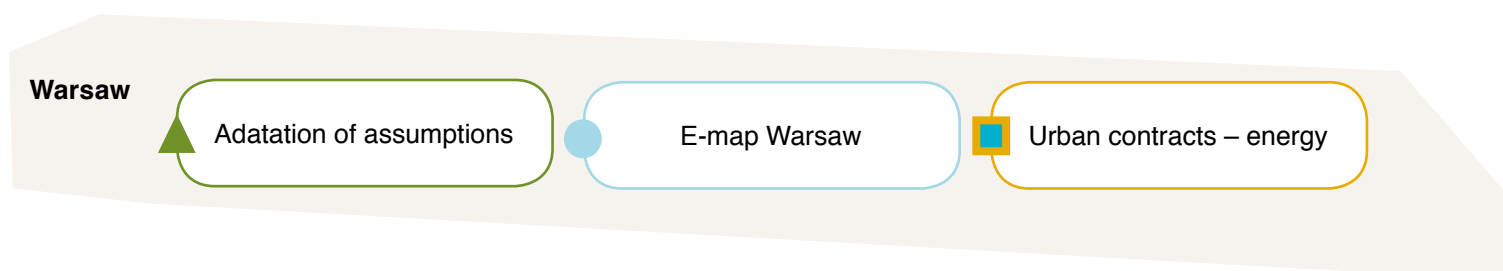 Warsaw
Adatation of assumptions
E-map Warsaw
Urban contracts – energy